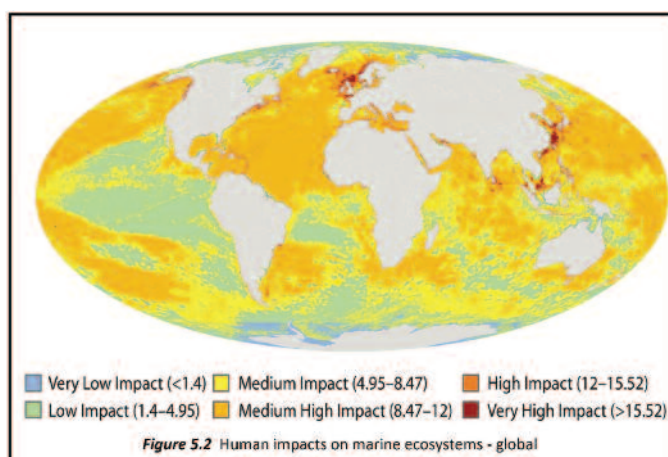 Very Low Impact (<1.4) Medium Impact (4.95–8.47) High Impact (12–15.52)
Low Impact (1.4–4.95) Medium High Impact (8.47–12) Very High Impact (>15.52)
Figure 5.2 Human impacts on marine ecosystems - global